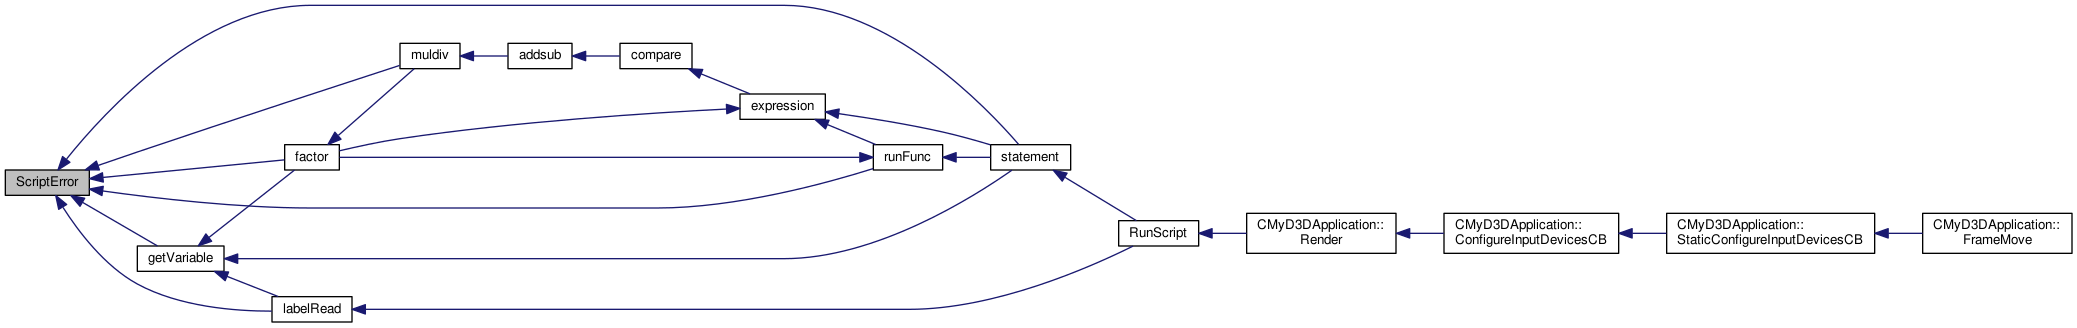 muldiv
addsub
compare
expression
factor
runFunc
statement
ScriptError
RunScript
CMyD3DApplication::
Render
CMyD3DApplication::
ConfigureInputDevicesCB
CMyD3DApplication::
StaticConfigureInputDevicesCB
CMyD3DApplication::
FrameMove
getVariable
labelRead